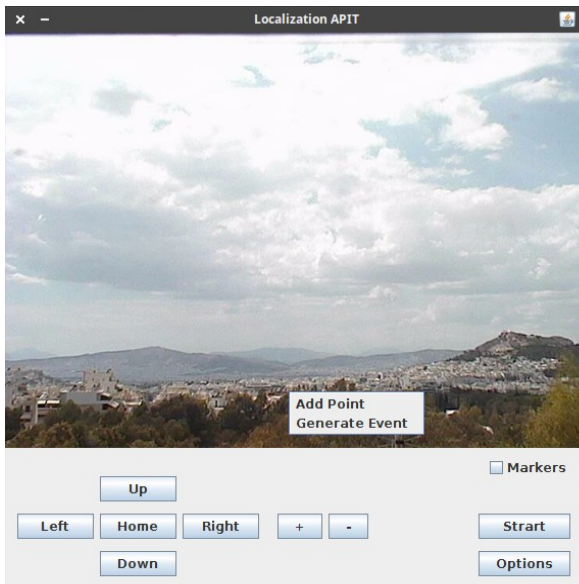 Localization APIT
Add Point
Generate Event
Markers
Up
Left Home Right + - Strart
Down Options